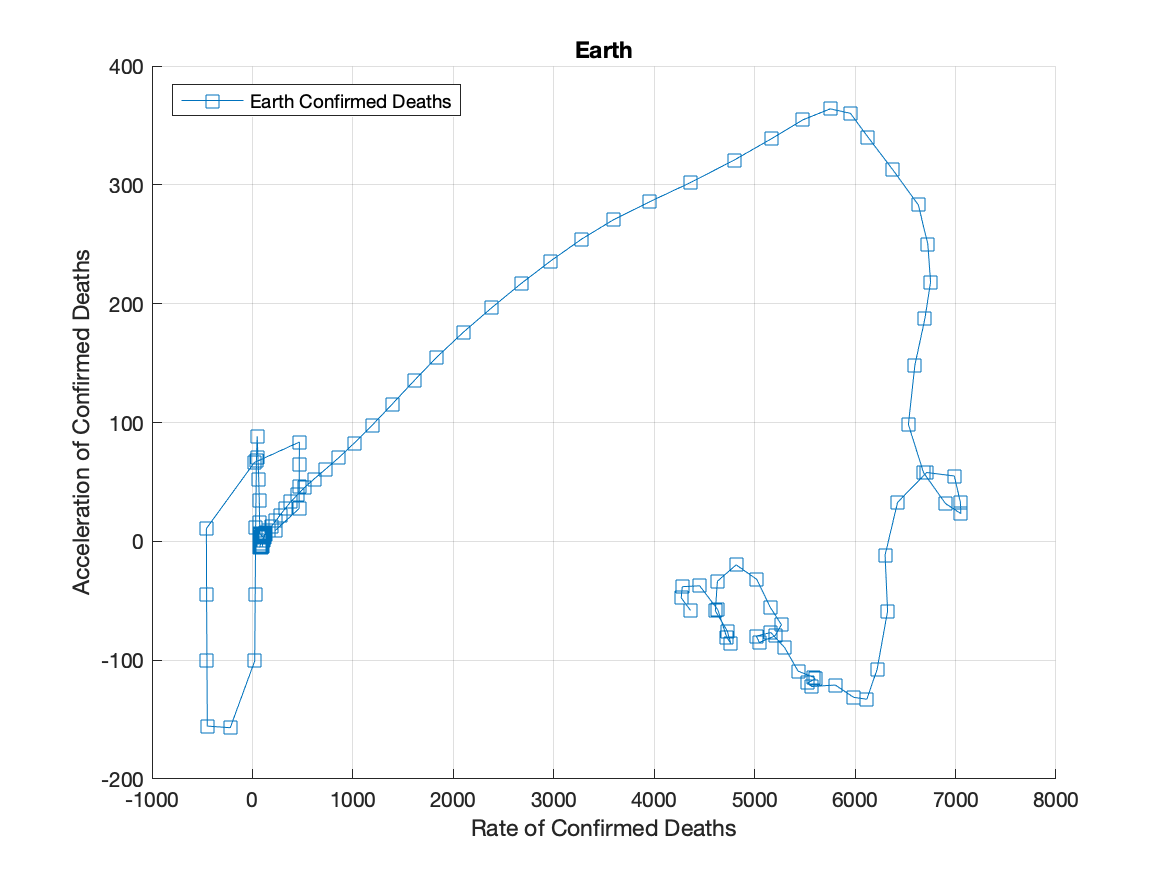 Earth
Earth Confirmed Deaths
400
300
200
100
0
-100
-200
Acceleration of Confirmed Deaths
-1000 0 1000 2000 3000 4000 5000 6000 7000 8000
Rate of Confirmed Deaths